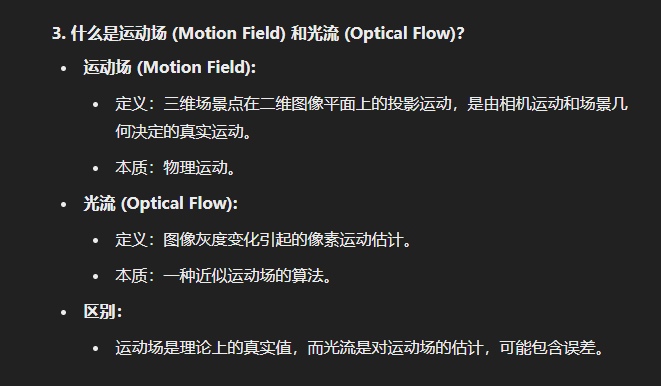 3. 什么是运动场 (Motion Field) 和光流 (Optical Flow)?
• 运动场 (Motion Field):
• 定义：三维场景点在二维图像平面上的投影运动，是由相机运动和场景几
何决定的真实运动。
• 本质：物理运动。
• 光流 (Optical Flow):
• 定义：图像灰度变化引起的像素运动估计。
• 本质：一种近似运动场的算法。
• 区别：
• 运动场是理论上的真实值，而光流是对运动场的估计，可能包含误差。